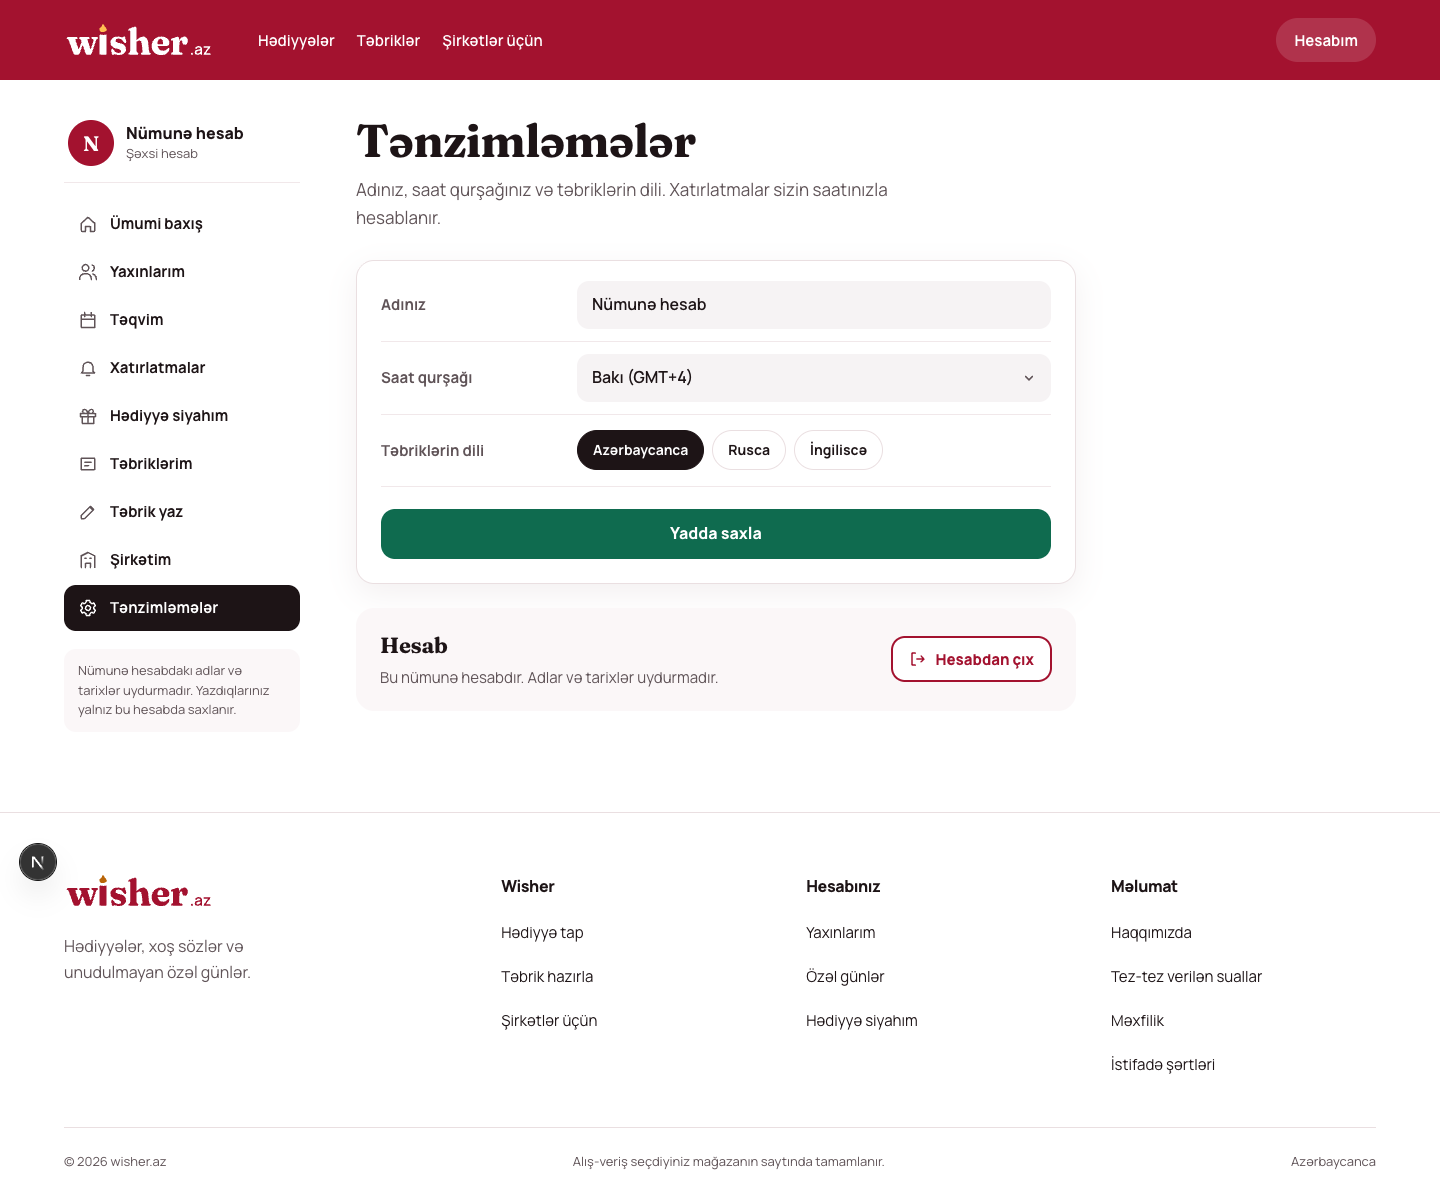 wisher.az
Hədiyyələr
Təbriklər
Şirkətlər üçün
Hesabım
N
Nümunə hesab
Şəxsi hesab
Ümumi baxış
Yaxınlarım
Təqvim
Xatırlatmalar
Hədiyyə siyahım
Təbriklərim
Təbrik yaz
Şirkətim
Tənzimləmələr
Nümunə hesabdakı adlar və
tarixlər uydurmadır. Yazdıqlarınız
yalnız bu hesabda saxlanır.
Tənzimləmələr
Adınız, saat qurşağınız və təbriklərin dili. Xatırlatmalar sizin saatınızla
hesablanır.
Adınız
Nümunə hesab
Saat qurşağı
Bakı (GMT+4)
Təbriklərin dili
Azərbaycanca
Rusca
İngiliscə
Yadda saxla
Hesab
Bu nümunə hesabdır. Adlar və tarixlər uydurmadır.
Hesabdan çıx
N
wisher.az
Hədiyyələr, xoş sözlər və
unudulmayan özəl günlər.
Wisher
Hədiyyə tap
Təbrik hazırla
Şirkətlər üçün
Hesabınız
Yaxınlarım
Özəl günlər
Hədiyyə siyahım
Məlumat
Haqqımızda
Tez-tez verilən suallar
Məxfilik
İstifadə şərtləri
© 2026 wisher.az
Alış-veriş seçdiyiniz mağazanın saytında tamamlanır.
Azərbaycanca